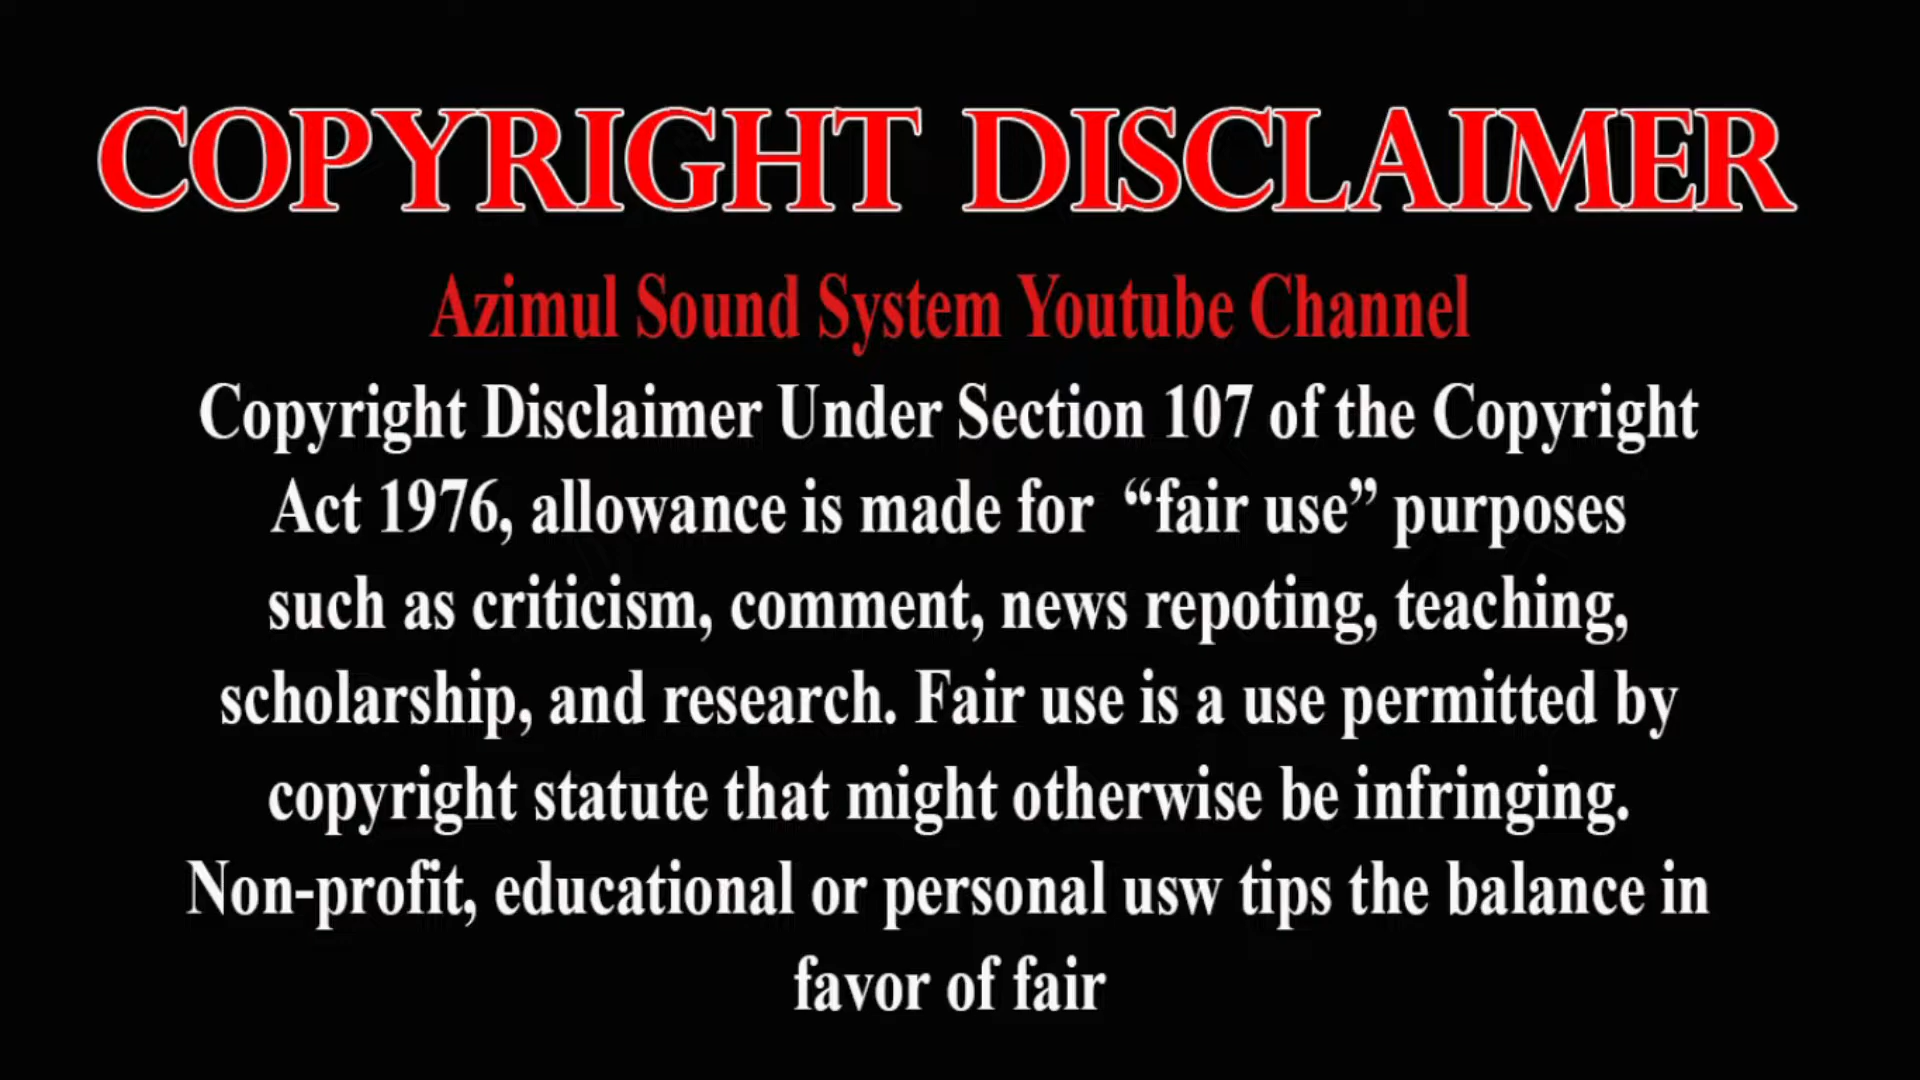 COPYRIGHT DISCLAIMER
Azimul Sound System Youtube Channel
Copyright Disclaimer Under Section 107 of the Copyright
Act 1976, allowance is made for “fair use” purposes
such as criticism, comment, news repoting, teaching,
scholarship, and research. Fair use is a use permitted by
copyright statute that might otherwise be infringing.
Non-profit, educational or personal usw tips the balance in
favor of fair